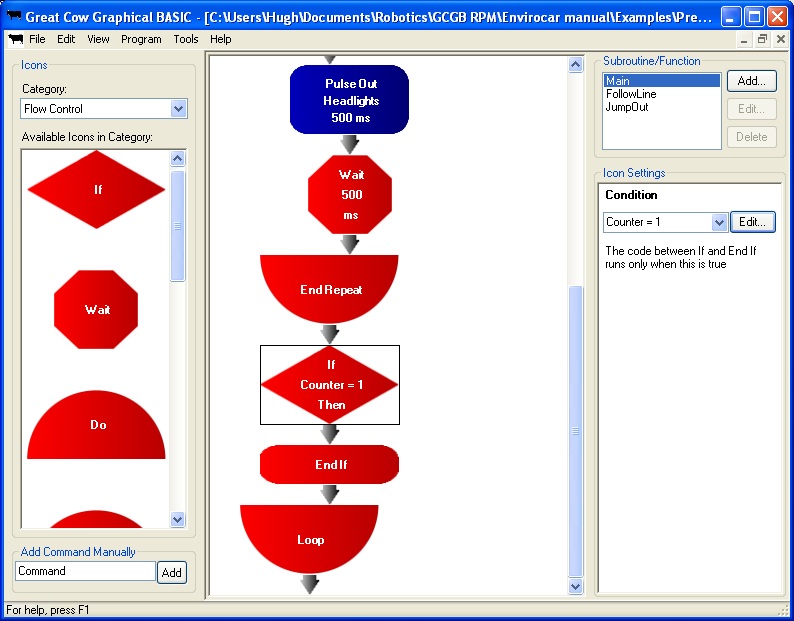 Great Cow Graphical BASIC - [C:\Users\Hugh\Documents\Robotics\GCGB RPM\Envirocar manual\Examples\Pre...
File Edit View Program Tools Help
Icons
Category:
Flow Control
Available Icons in Category:
If
Wait
Do
Add Command Manually
Command
Add
Pulse Out
Headlights
500 ms
Wait
500
ms
End Repeat
If
Counter = 1
Then
End If
Loop
Subroutine/Function
Main
FollowLine
JumpOut
Add...
Edit...
Delete
Icon Settings
Condition
Counter = 1
Edit...
The code between If and End If
runs only when this is true
For help, press F1